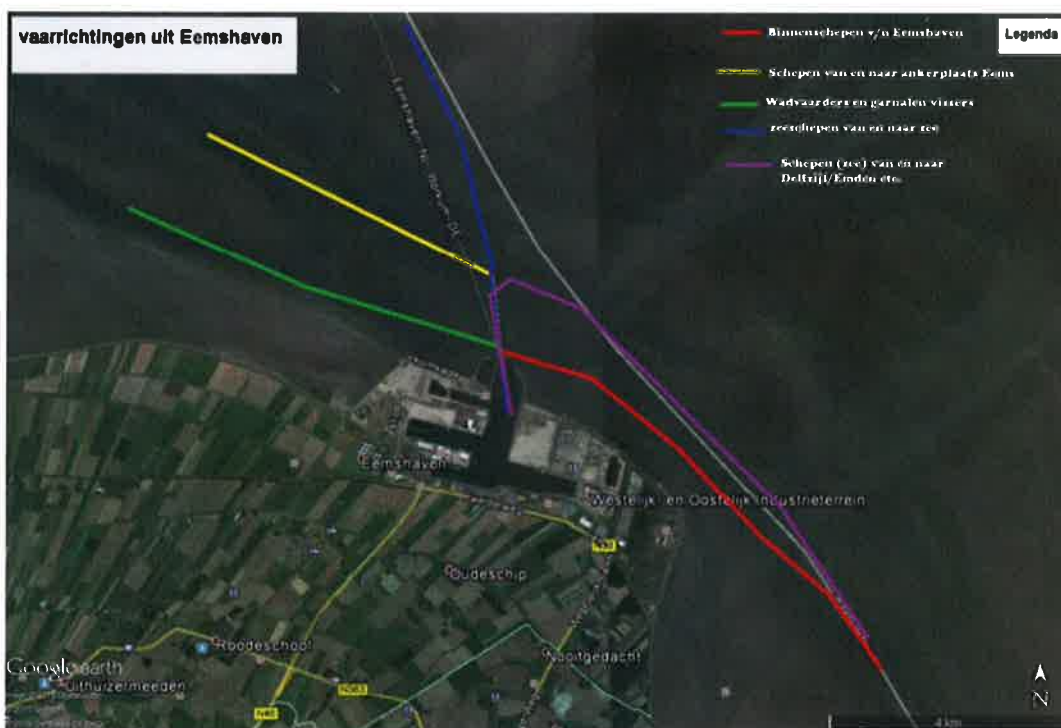 vaarrichtingen uit Eemshaven
Legenda
Binnenschepen v/n Eemshaven
Schepen van en naar ankerplaats Eems
Wadvaarders en garnalen vissers
zeeschepen van en naar zee
Schepen (zee) van en naar
Delfzijl/Emden etc.
Eemshaven
Westelijk en Oostelijk Industrieterrein
Oudeschip
Roodeschool
Nooitgedacht
Google earth
Uithuizermeeden
N363
N46
N
4 km